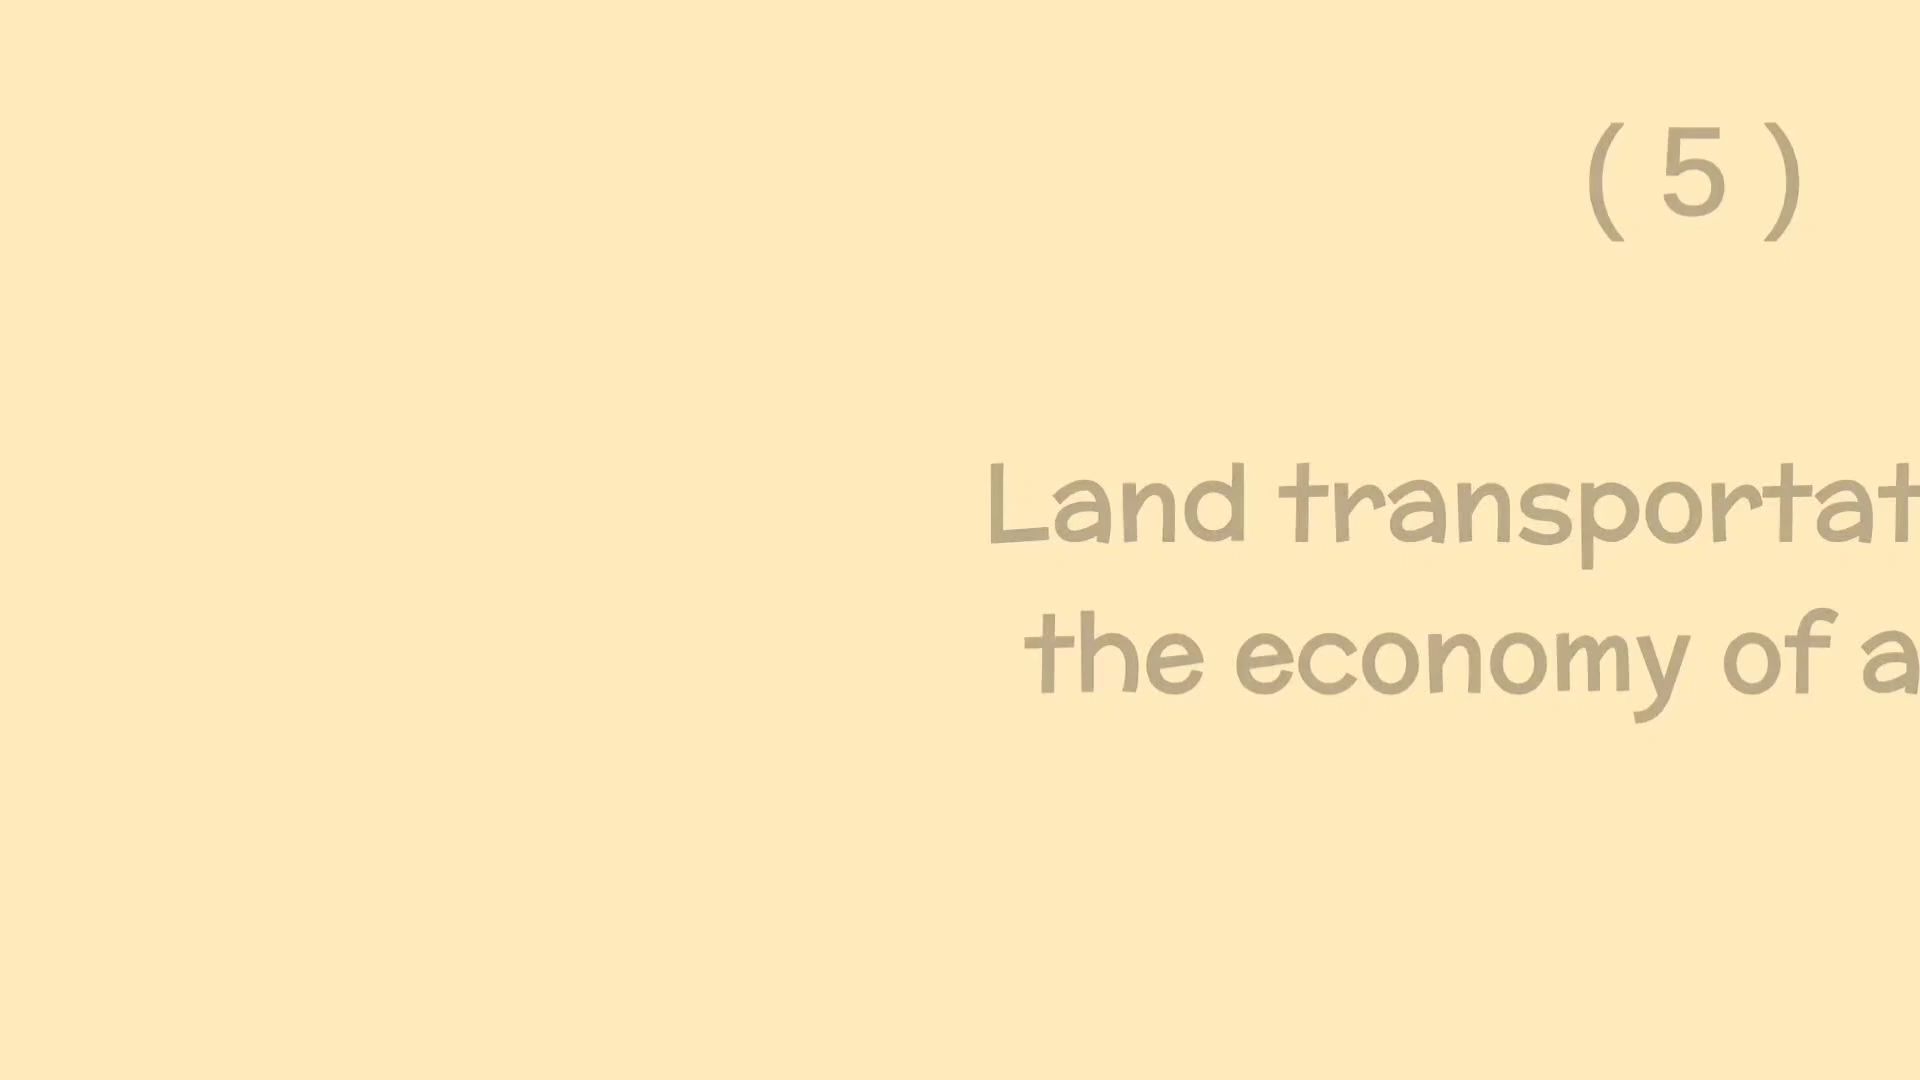 (5)
Land transportat
the economy of a